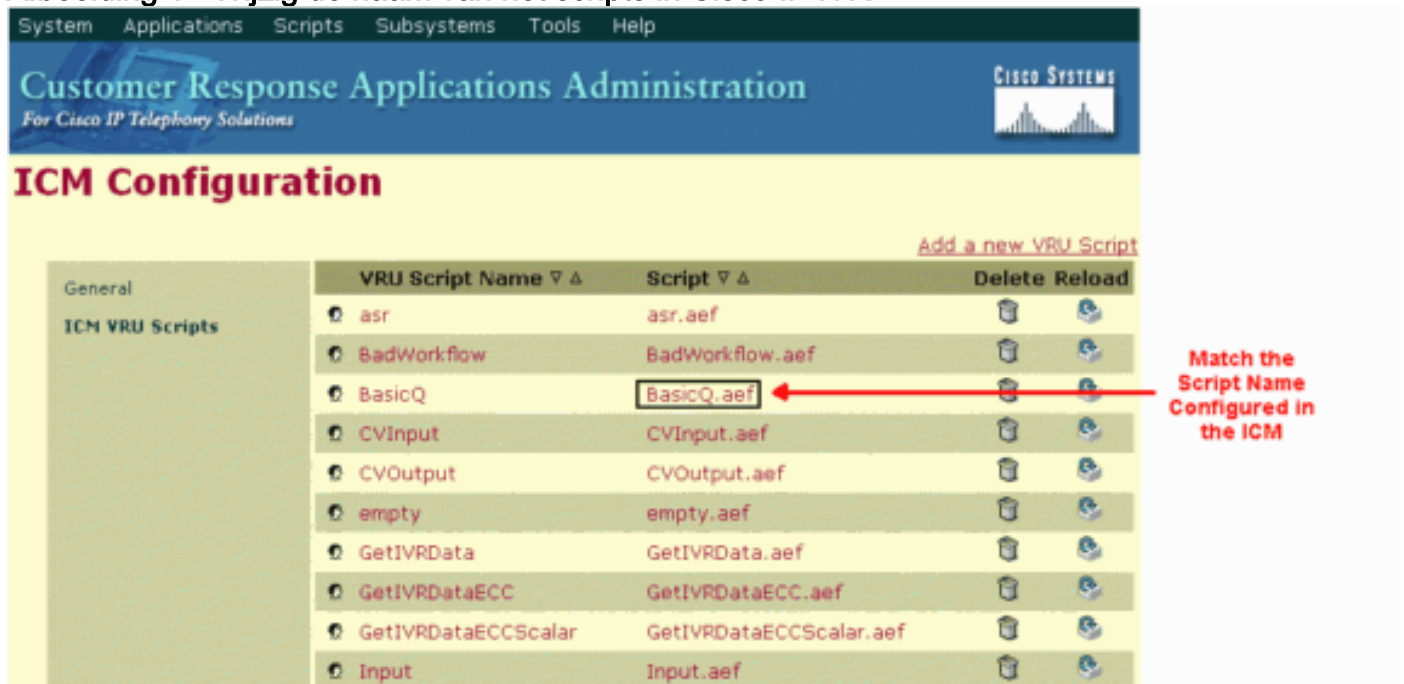 System Applications Scripts Subsystems Tools Help
Customer Response Applications Administration
For Cisco IP Telephony Solutions
CISCO SYSTEMS
ICM Configuration
Add a new VRU Script
General
ICM VRU Scripts
VRU Script Name Script Delete Reload
asr asr.aef
BadWorkflow BadWorkflow.aef
BasicQ BasicQ.aef
CVInput CVInput.aef
CVOutput CVOutput.aef
empty empty.aef
GetIVRData GetIVRData.aef
GetIVRDataECC GetIVRDataECC.aef
GetIVRDataECCScalar GetIVRDataECCScalar.aef
Input Input.aef
Match the
Script Name
Configured in
the ICM